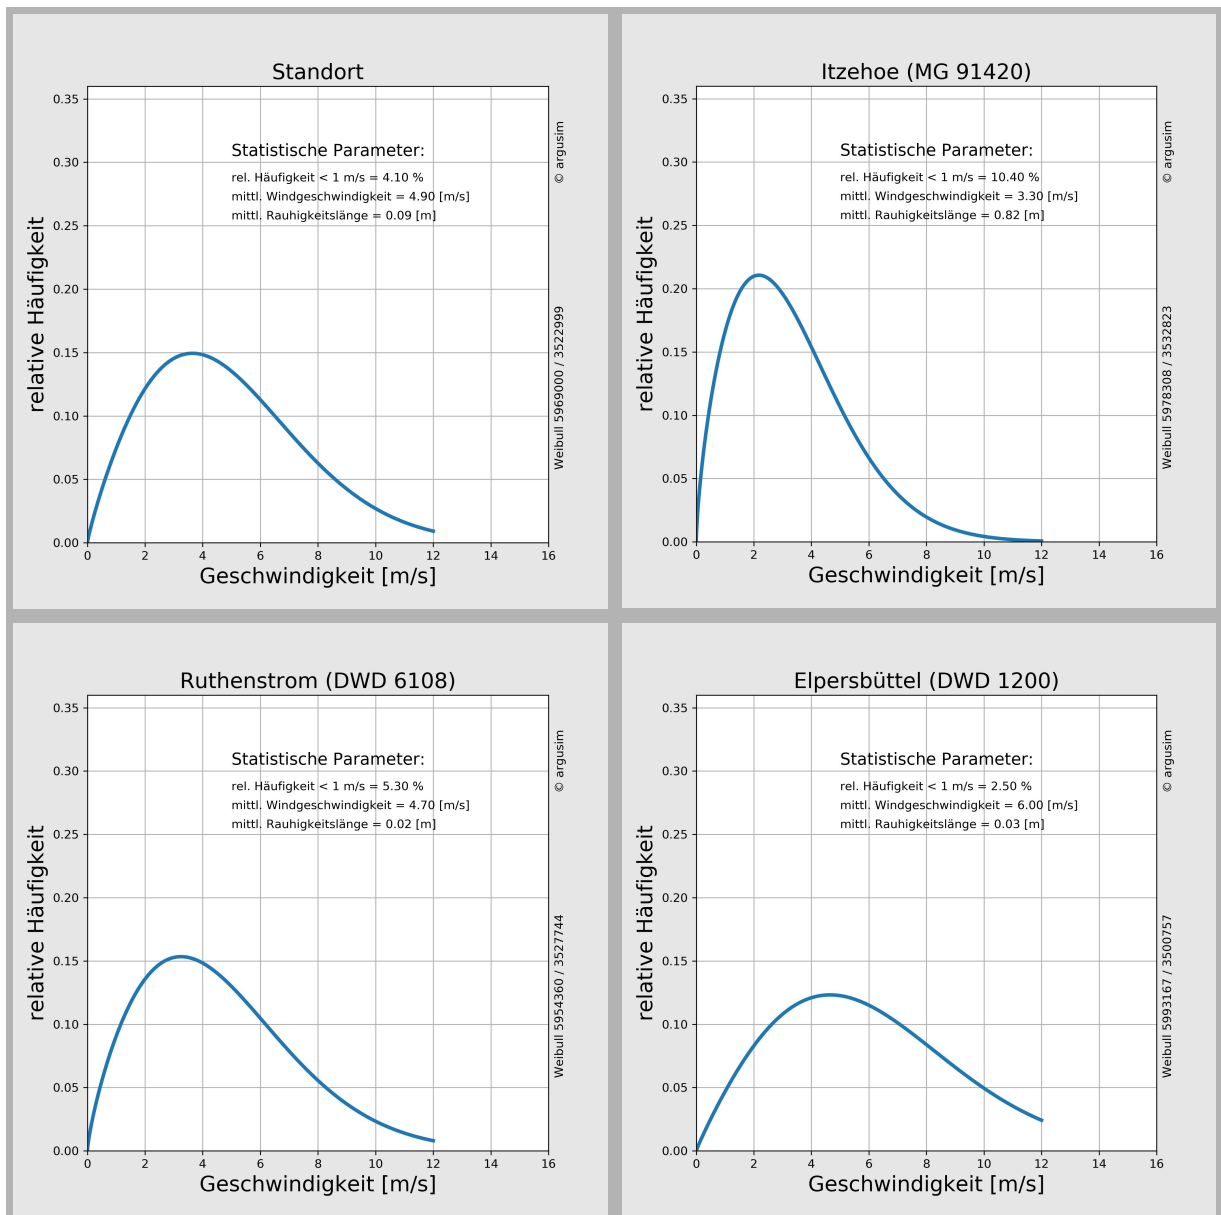 Standort
0.35
0.30
0.25
0.20
0.15
0.10
0.05
0.00
relative Häufigkeit
Statistische Parameter:
rel. Häufigkeit < 1 m/s = 4.10 %
mittl. Windgeschwindigkeit = 4.90 [m/s]
mittl. Rauhigkeitslänge = 0.09 [m]
0 2 4 6 8 10 12 14 16
Geschwindigkeit [m/s]
© argusim
Weibull 5969000 / 3522999
Itzehoe (MG 91420)
0.35
0.30
0.25
0.20
0.15
0.10
0.05
0.00
relative Häufigkeit
Statistische Parameter:
rel. Häufigkeit < 1 m/s = 10.40 %
mittl. Windgeschwindigkeit = 3.30 [m/s]
mittl. Rauhigkeitslänge = 0.82 [m]
0 2 4 6 8 10 12 14 16
Geschwindigkeit [m/s]
© argusim
Weibull 5978308 / 3532823
Ruthenstrom (DWD 6108)
0.35
0.30
0.25
0.20
0.15
0.10
0.05
0.00
relative Häufigkeit
Statistische Parameter:
rel. Häufigkeit < 1 m/s = 5.30 %
mittl. Windgeschwindigkeit = 4.70 [m/s]
mittl. Rauhigkeitslänge = 0.02 [m]
0 2 4 6 8 10 12 14 16
Geschwindigkeit [m/s]
© argusim
Weibull 5954360 / 3527744
Elpersbüttel (DWD 1200)
0.35
0.30
0.25
0.20
0.15
0.10
0.05
0.00
relative Häufigkeit
Statistische Parameter:
rel. Häufigkeit < 1 m/s = 2.50 %
mittl. Windgeschwindigkeit = 6.00 [m/s]
mittl. Rauhigkeitslänge = 0.03 [m]
0 2 4 6 8 10 12 14 16
Geschwindigkeit [m/s]
© argusim
Weibull 5993167 / 3500757